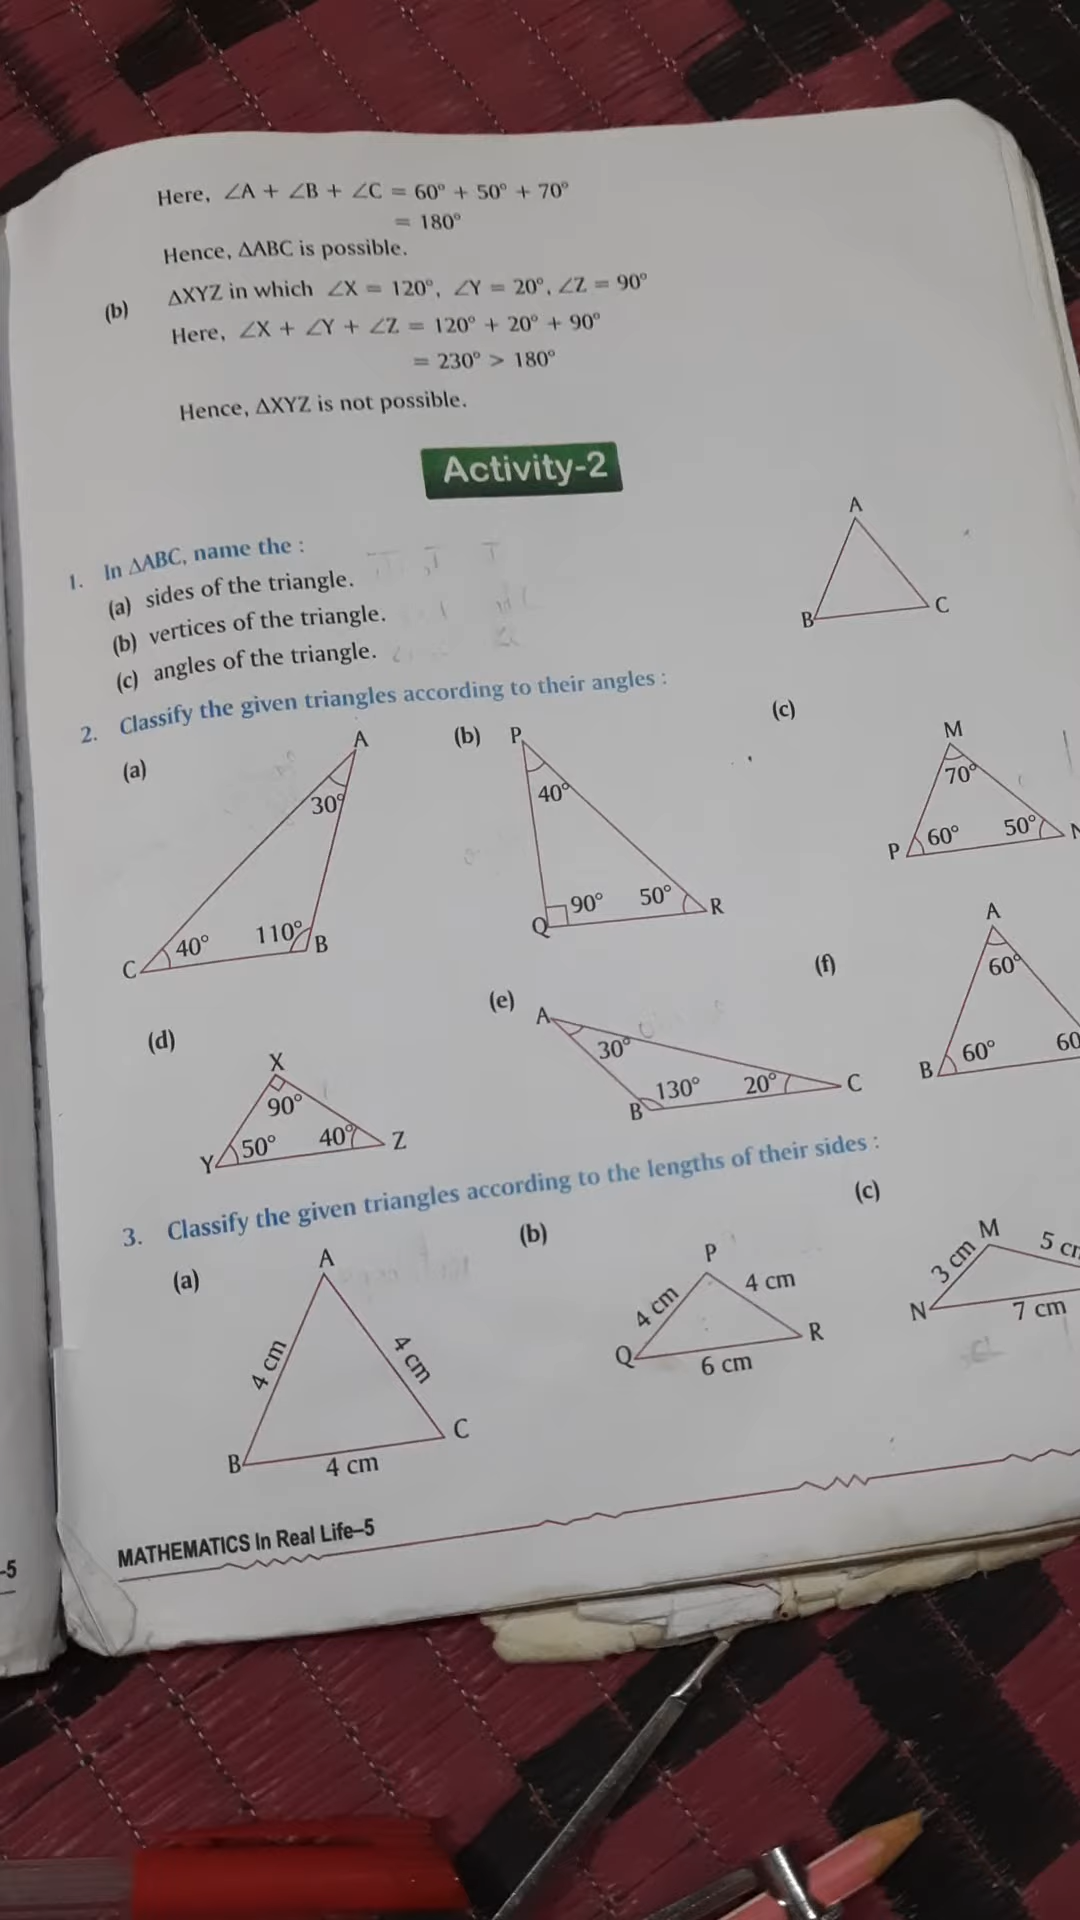 Here, ∠A + ∠B + ∠C = 60° + 50° + 70°
= 180°
Hence, ΔABC is possible.
(b) ΔXYZ in which ∠X = 120°, ∠Y = 20°, ∠Z = 90°
Here, ∠X + ∠Y + ∠Z = 120° + 20° + 90°
= 230° > 180°
Hence, ΔXYZ is not possible.
Activity-2
1. In ΔABC, name the :
(a) sides of the triangle.
(b) vertices of the triangle.
(c) angles of the triangle.
A
B
C
2. Classify the given triangles according to their angles :
(a)
A
30°
40°
110°
C
B
(b)
P
40°
90°
50°
Q
R
(c)
M
70°
60°
50°
P
(d)
X
90°
50°
40°
Y
Z
(e)
A
30°
130°
20°
B
C
(f)
A
60°
60°
60
B
3. Classify the given triangles according to the lengths of their sides :
(a)
A
4 cm
4 cm
B
C
4 cm
(b)
P
4 cm
4 cm
Q
R
6 cm
(c)
M
3 cm
5 cm
N
7 cm
MATHEMATICS In Real Life–5
-5